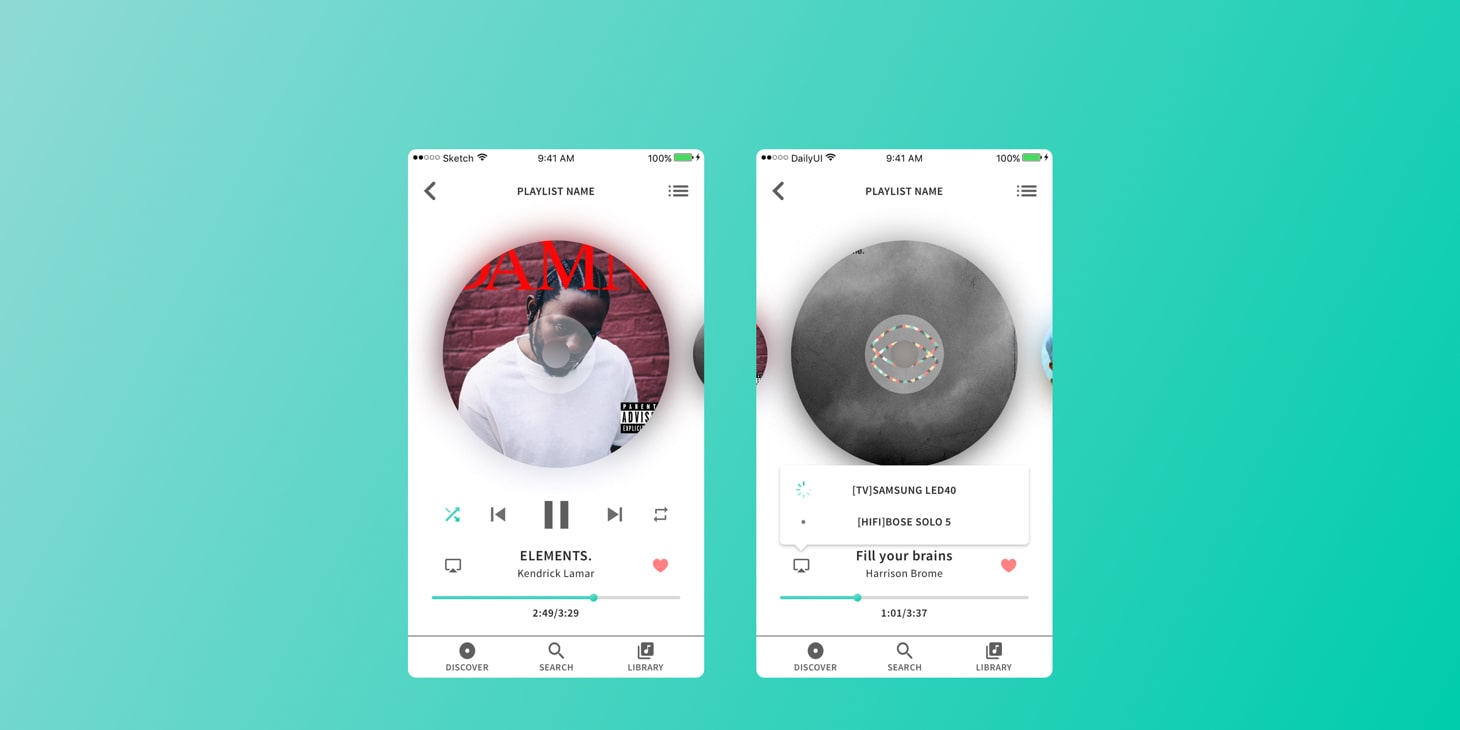 Sketch 9:41 AM 100%
PLAYLIST NAME
DAMN
PARENT
ADVIS
EXPLICIT
ELEMENTS.
Kendrick Lamar
2:49/3:29
DISCOVER SEARCH LIBRARY
DailyUI 9:41 AM 100%
PLAYLIST NAME
[TV]SAMSUNG LED40
[HIFI]BOSE SOLO 5
Fill your brains
Harrison Brome
1:01/3:37
DISCOVER SEARCH LIBRARY